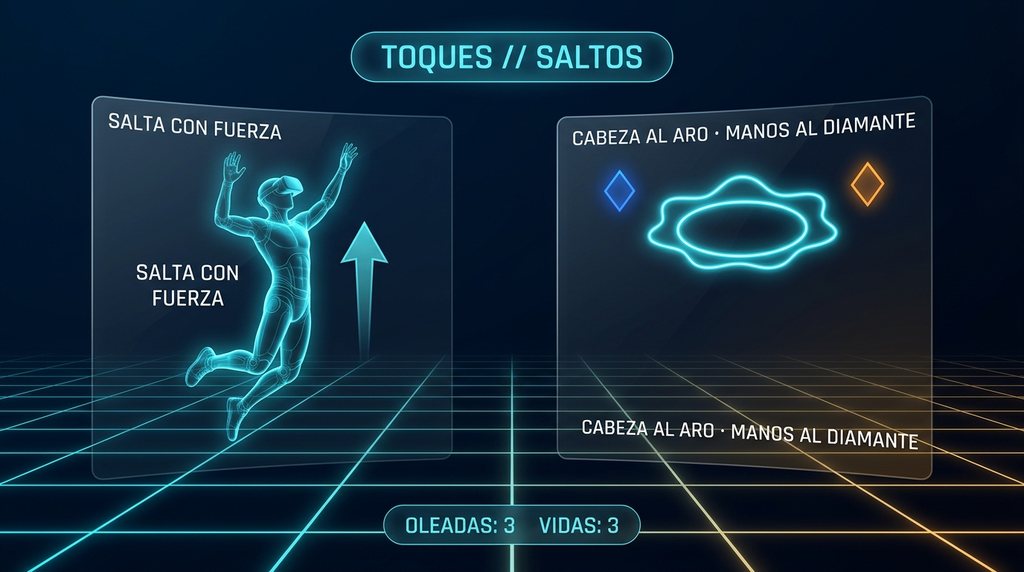 TOQUES // SALTOS
SALTA CON FUERZA
SALTA CON
FUERZA
CABEZA AL ARO · MANOS AL DIAMANTE
CABEZA AL ARO · MANOS AL DIAMANTE
OLEADAS: 3 VIDAS: 3